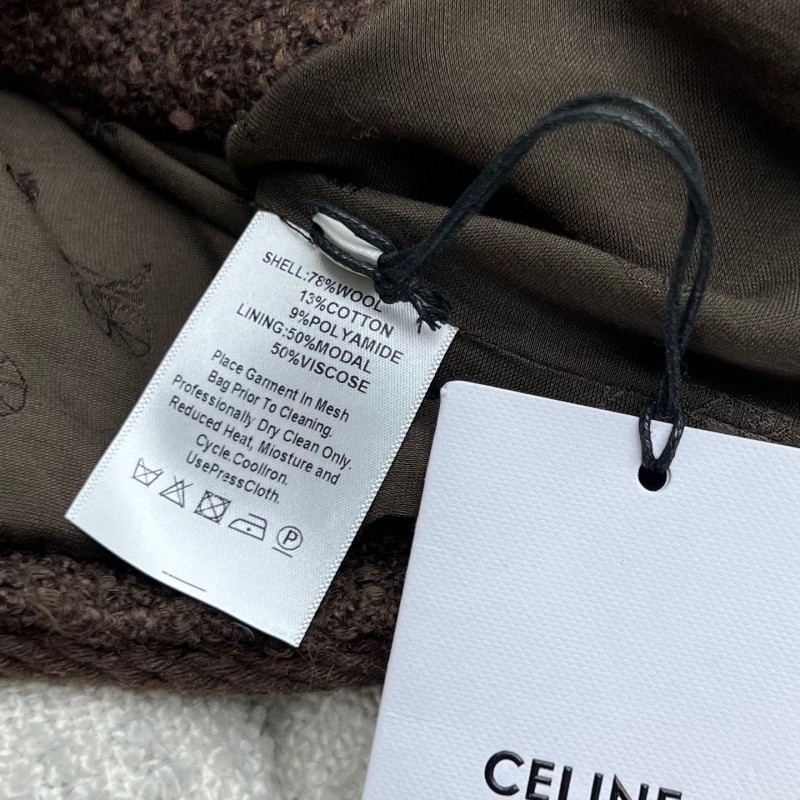 SHELL:78%WOOL
13%COTTON
9%POLYAMIDE
LINING:50%MODAL
50%VISCOSE
Place Garment In Mesh
Bag Prior To Cleaning.
Professionally Dry Clean Only.
Reduced Heat, Miosture and
Cycle.CoolIron.
UsePressCloth.
P
CELINE